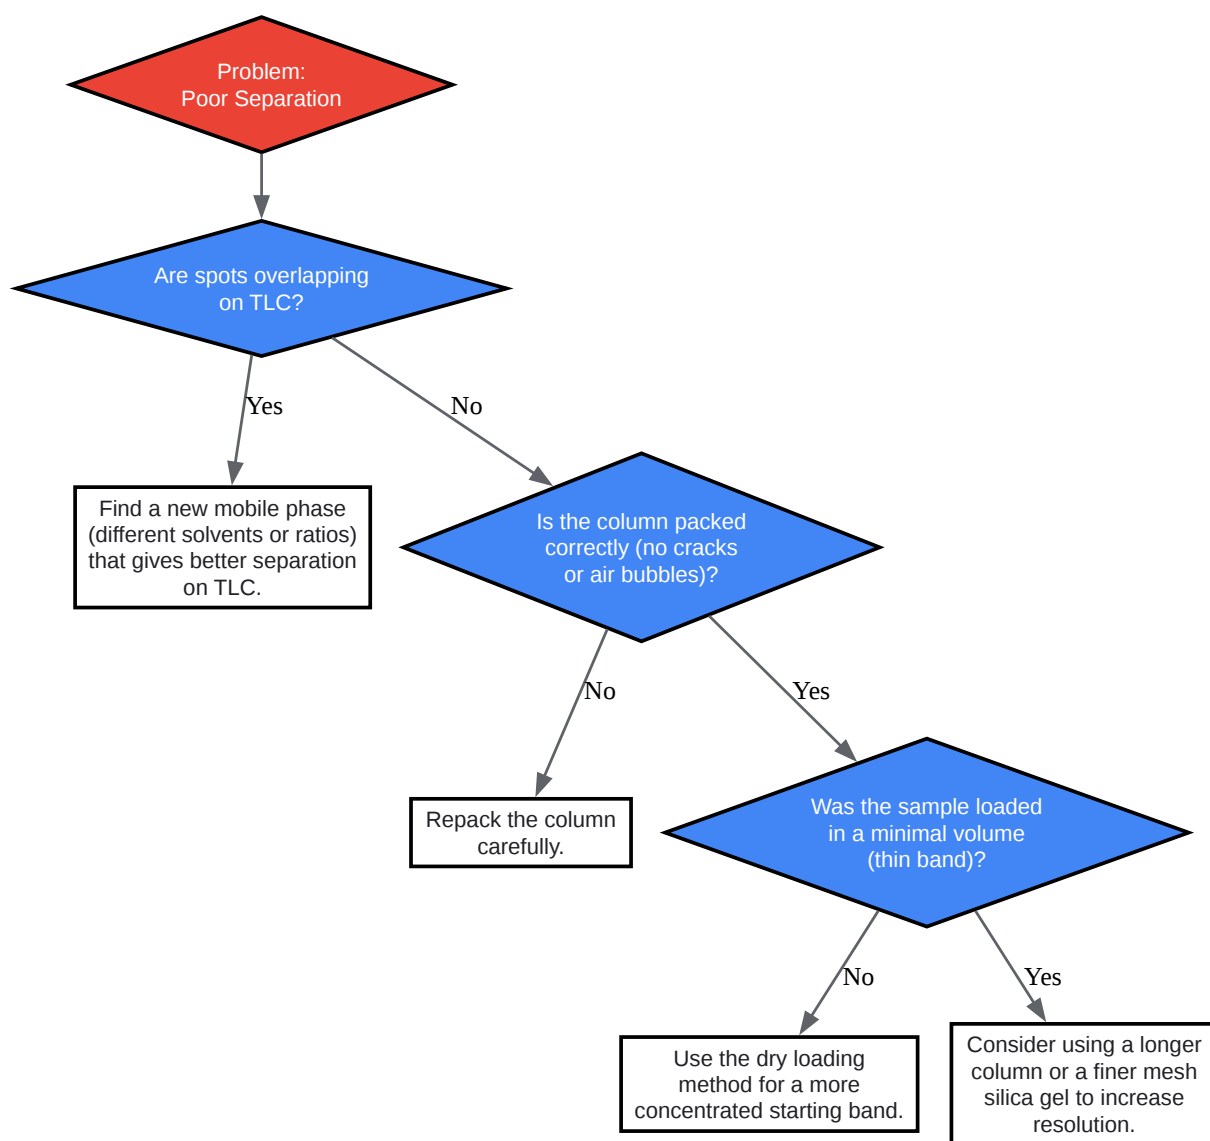 Problem:
Poor Separation
Are spots overlapping
on TLC?
Yes
No
Find a new mobile phase
(different solvents or ratios)
that gives better separation
on TLC.
Is the column packed
correctly (no cracks
or air bubbles)?
No
Yes
Repack the column
carefully.
Was the sample loaded
in a minimal volume
(thin band)?
No
Yes
Use the dry loading
method for a more
concentrated starting band.
Consider using a longer
column or a finer mesh
silica gel to increase
resolution.